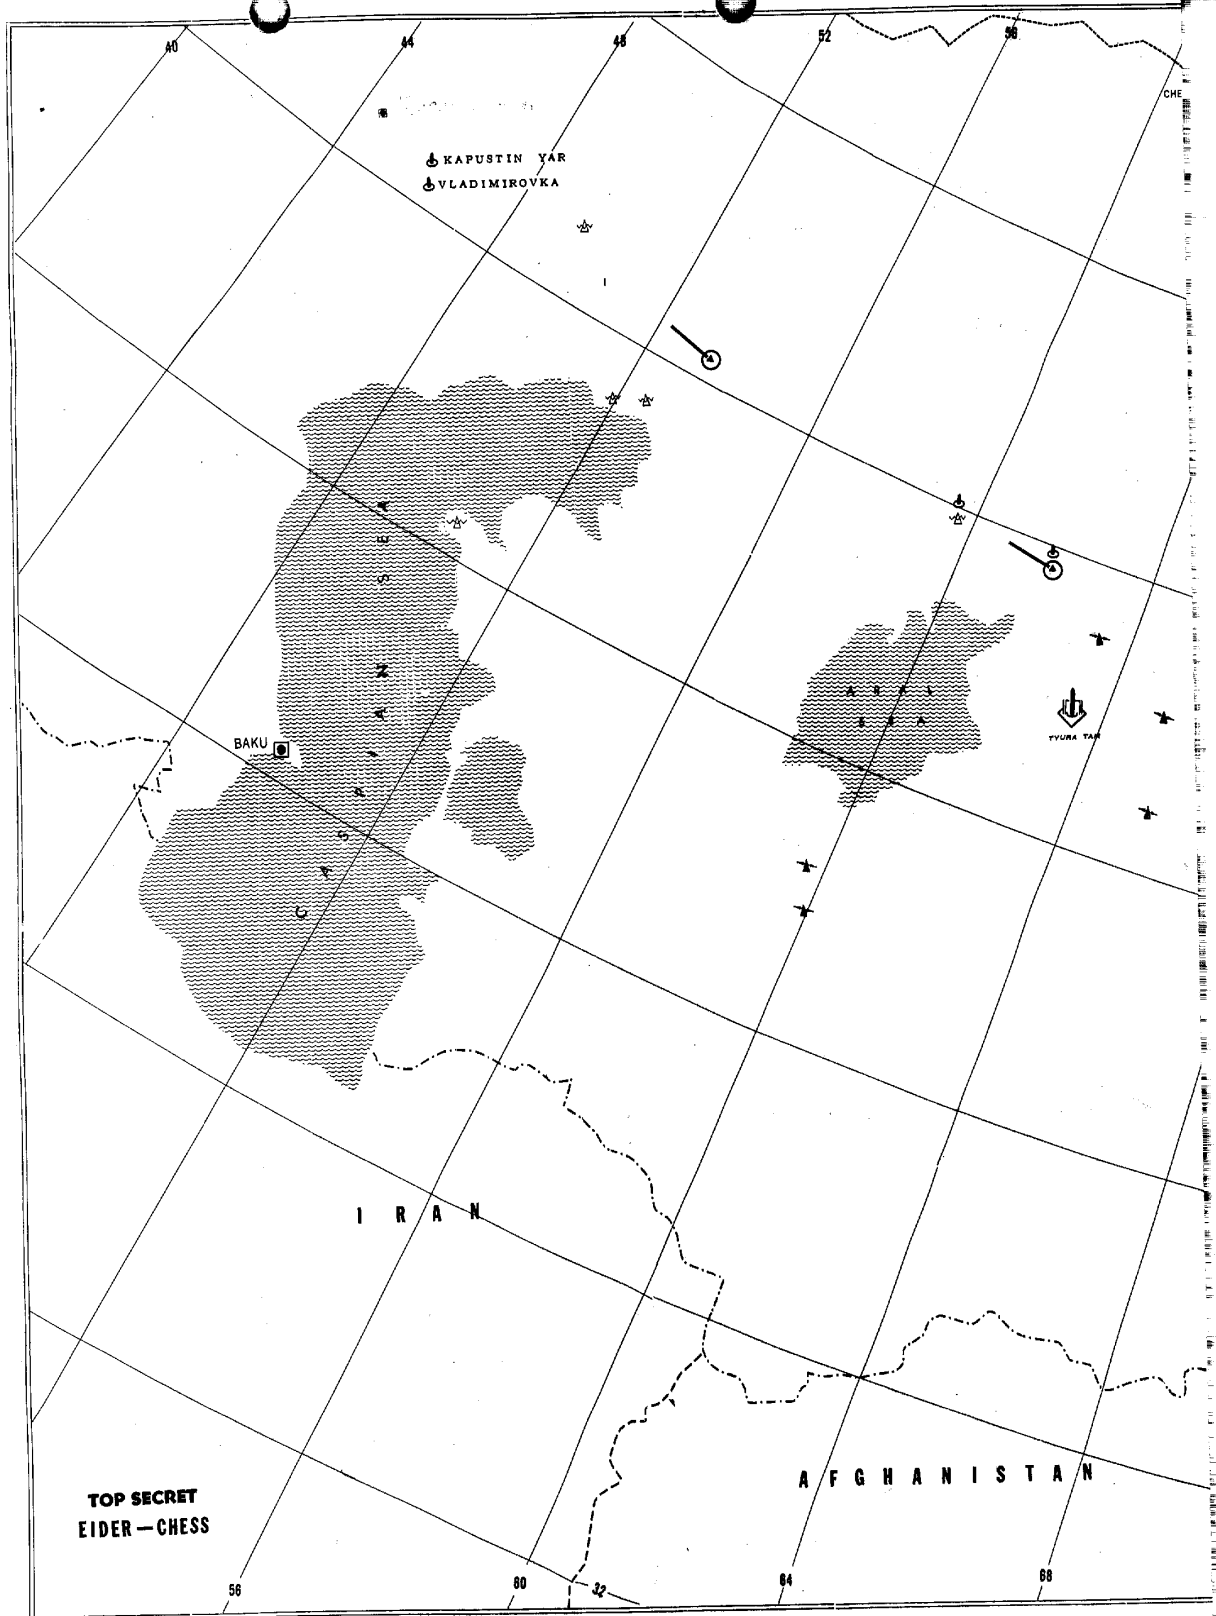 40
44
48
52
56
CHE
KAPUSTIN YAR
VLADIMIROVKA
CASPIAN SEA
ARAL
SEA
BAKU
TYURA TAM
IRAN
AFGHANISTAN
TOP SECRET
EIDER—CHESS
56
60
32
64
68